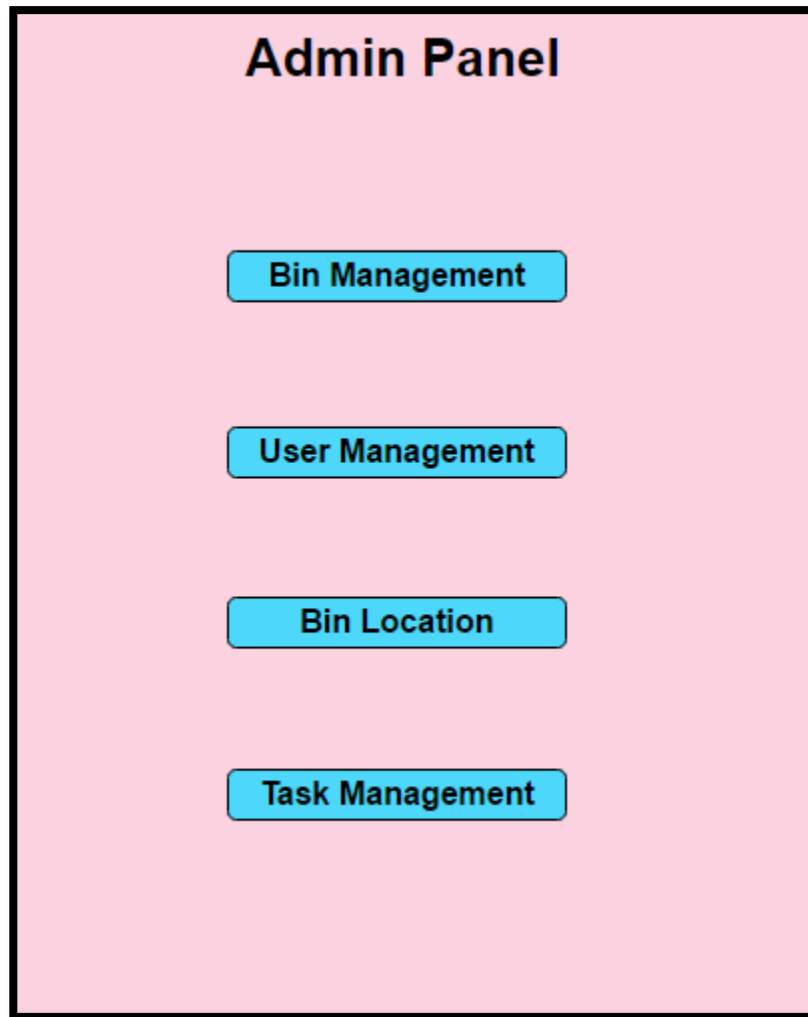 Admin Panel
Bin Management
User Management
Bin Location
Task Management